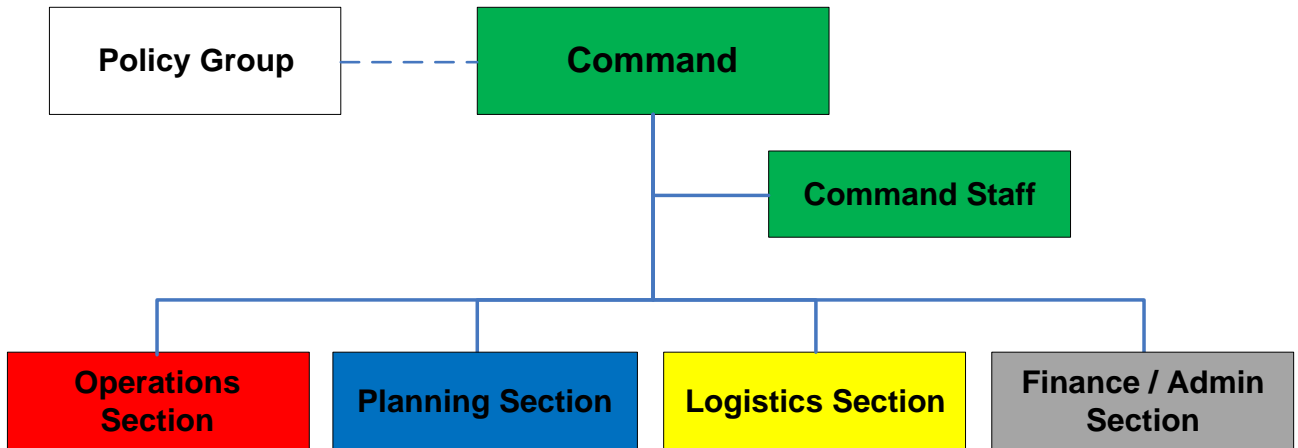 Policy Group
Command
Command Staff
Operations
Section
Planning Section
Logistics Section
Finance / Admin
Section